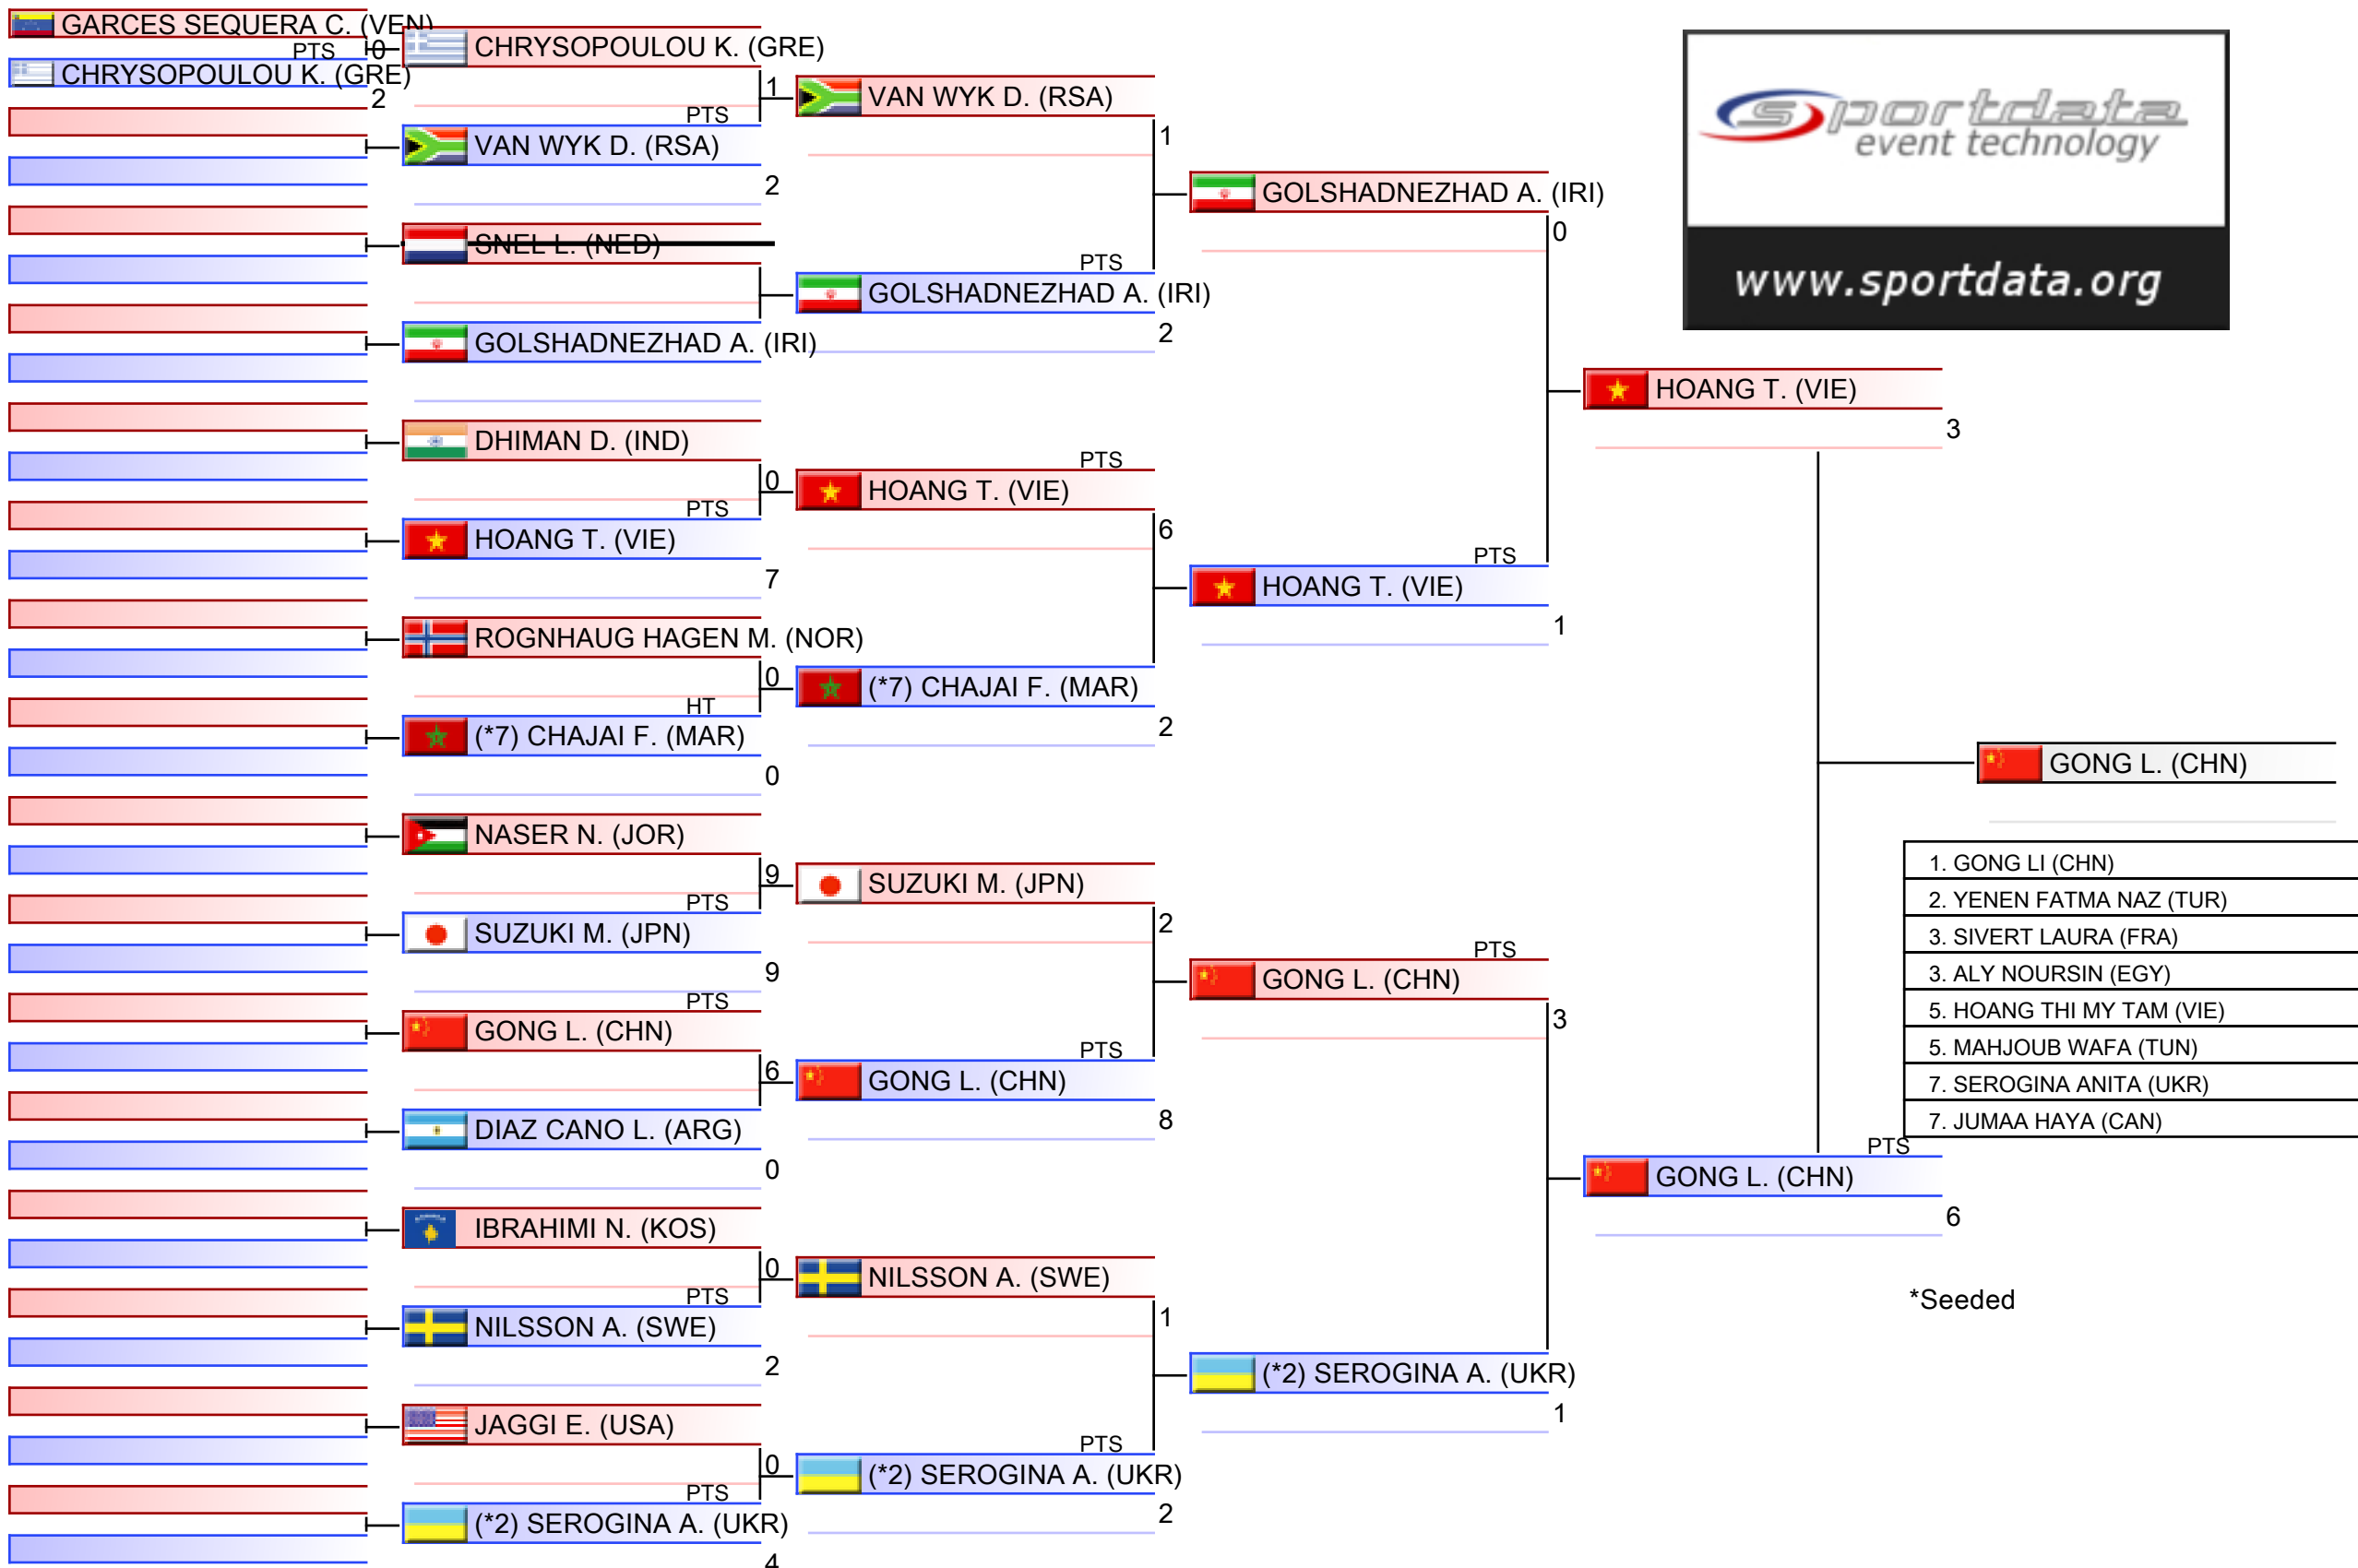 GARCES SEQUERA C. (VEN)
PTS 0
CHRYSOPOULOU K. (GRE)
2
CHRYSOPOULOU K. (GRE)
1
PTS
VAN WYK D. (RSA)
2
SNEL L. (NED)
GOLSHADNEZHAD A. (IRI)
DHIMAN D. (IND)
0
PTS
HOANG T. (VIE)
7
ROGNHAUG HAGEN M. (NOR)
0
HT
(*7) CHAJAI F. (MAR)
0
NASER N. (JOR)
9
PTS
SUZUKI M. (JPN)
9
PTS
GONG L. (CHN)
6
DIAZ CANO L. (ARG)
0
IBRAHIMI N. (KOS)
0
PTS
NILSSON A. (SWE)
2
JAGGI E. (USA)
0
PTS
(*2) SEROGINA A. (UKR)
4
VAN WYK D. (RSA)
1
PTS
GOLSHADNEZHAD A. (IRI)
2
PTS
HOANG T. (VIE)
6
(*7) CHAJAI F. (MAR)
2
SUZUKI M. (JPN)
2
PTS
GONG L. (CHN)
8
NILSSON A. (SWE)
1
PTS
(*2) SEROGINA A. (UKR)
2
GOLSHADNEZHAD A. (IRI)
0
PTS
HOANG T. (VIE)
1
PTS
GONG L. (CHN)
3
(*2) SEROGINA A. (UKR)
1
HOANG T. (VIE)
3
PTS
GONG L. (CHN)
6
GONG L. (CHN)
sportdata
event technology
www.sportdata.org
1. GONG LI (CHN)
2. YENEN FATMA NAZ (TUR)
3. SIVERT LAURA (FRA)
3. ALY NOURSIN (EGY)
5. HOANG THI MY TAM (VIE)
5. MAHJOUB WAFA (TUN)
7. SEROGINA ANITA (UKR)
7. JUMAA HAYA (CAN)
*Seeded